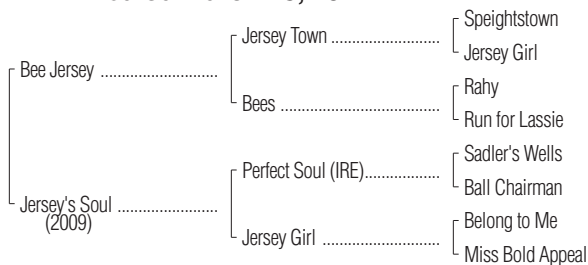 Speightstown
Jersey Town ........................................
Jersey Girl
Bee Jersey ...........................
Rahy
Bees ...........................................
Run for Lassie
Sadler's Wells
Perfect Soul (IRE)..........................
Ball Chairman
Jersey's Soul ........................
(2009)
Belong to Me
Jersey Girl .....................................
Miss Bold Appeal